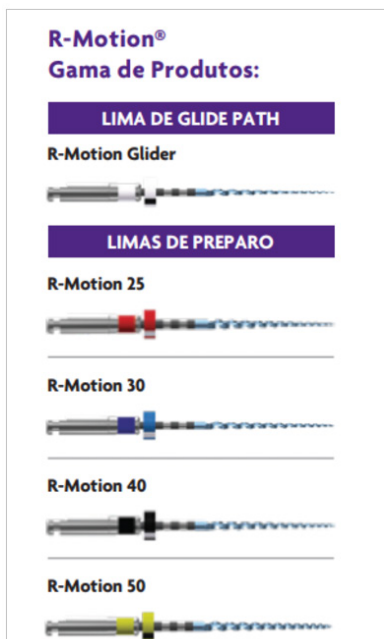 R-Motion®
Gama de Produtos:
LIMA DE GLIDE PATH
R-Motion Glider
LIMAS DE PREPARO
R-Motion 25
R-Motion 30
R-Motion 40
R-Motion 50